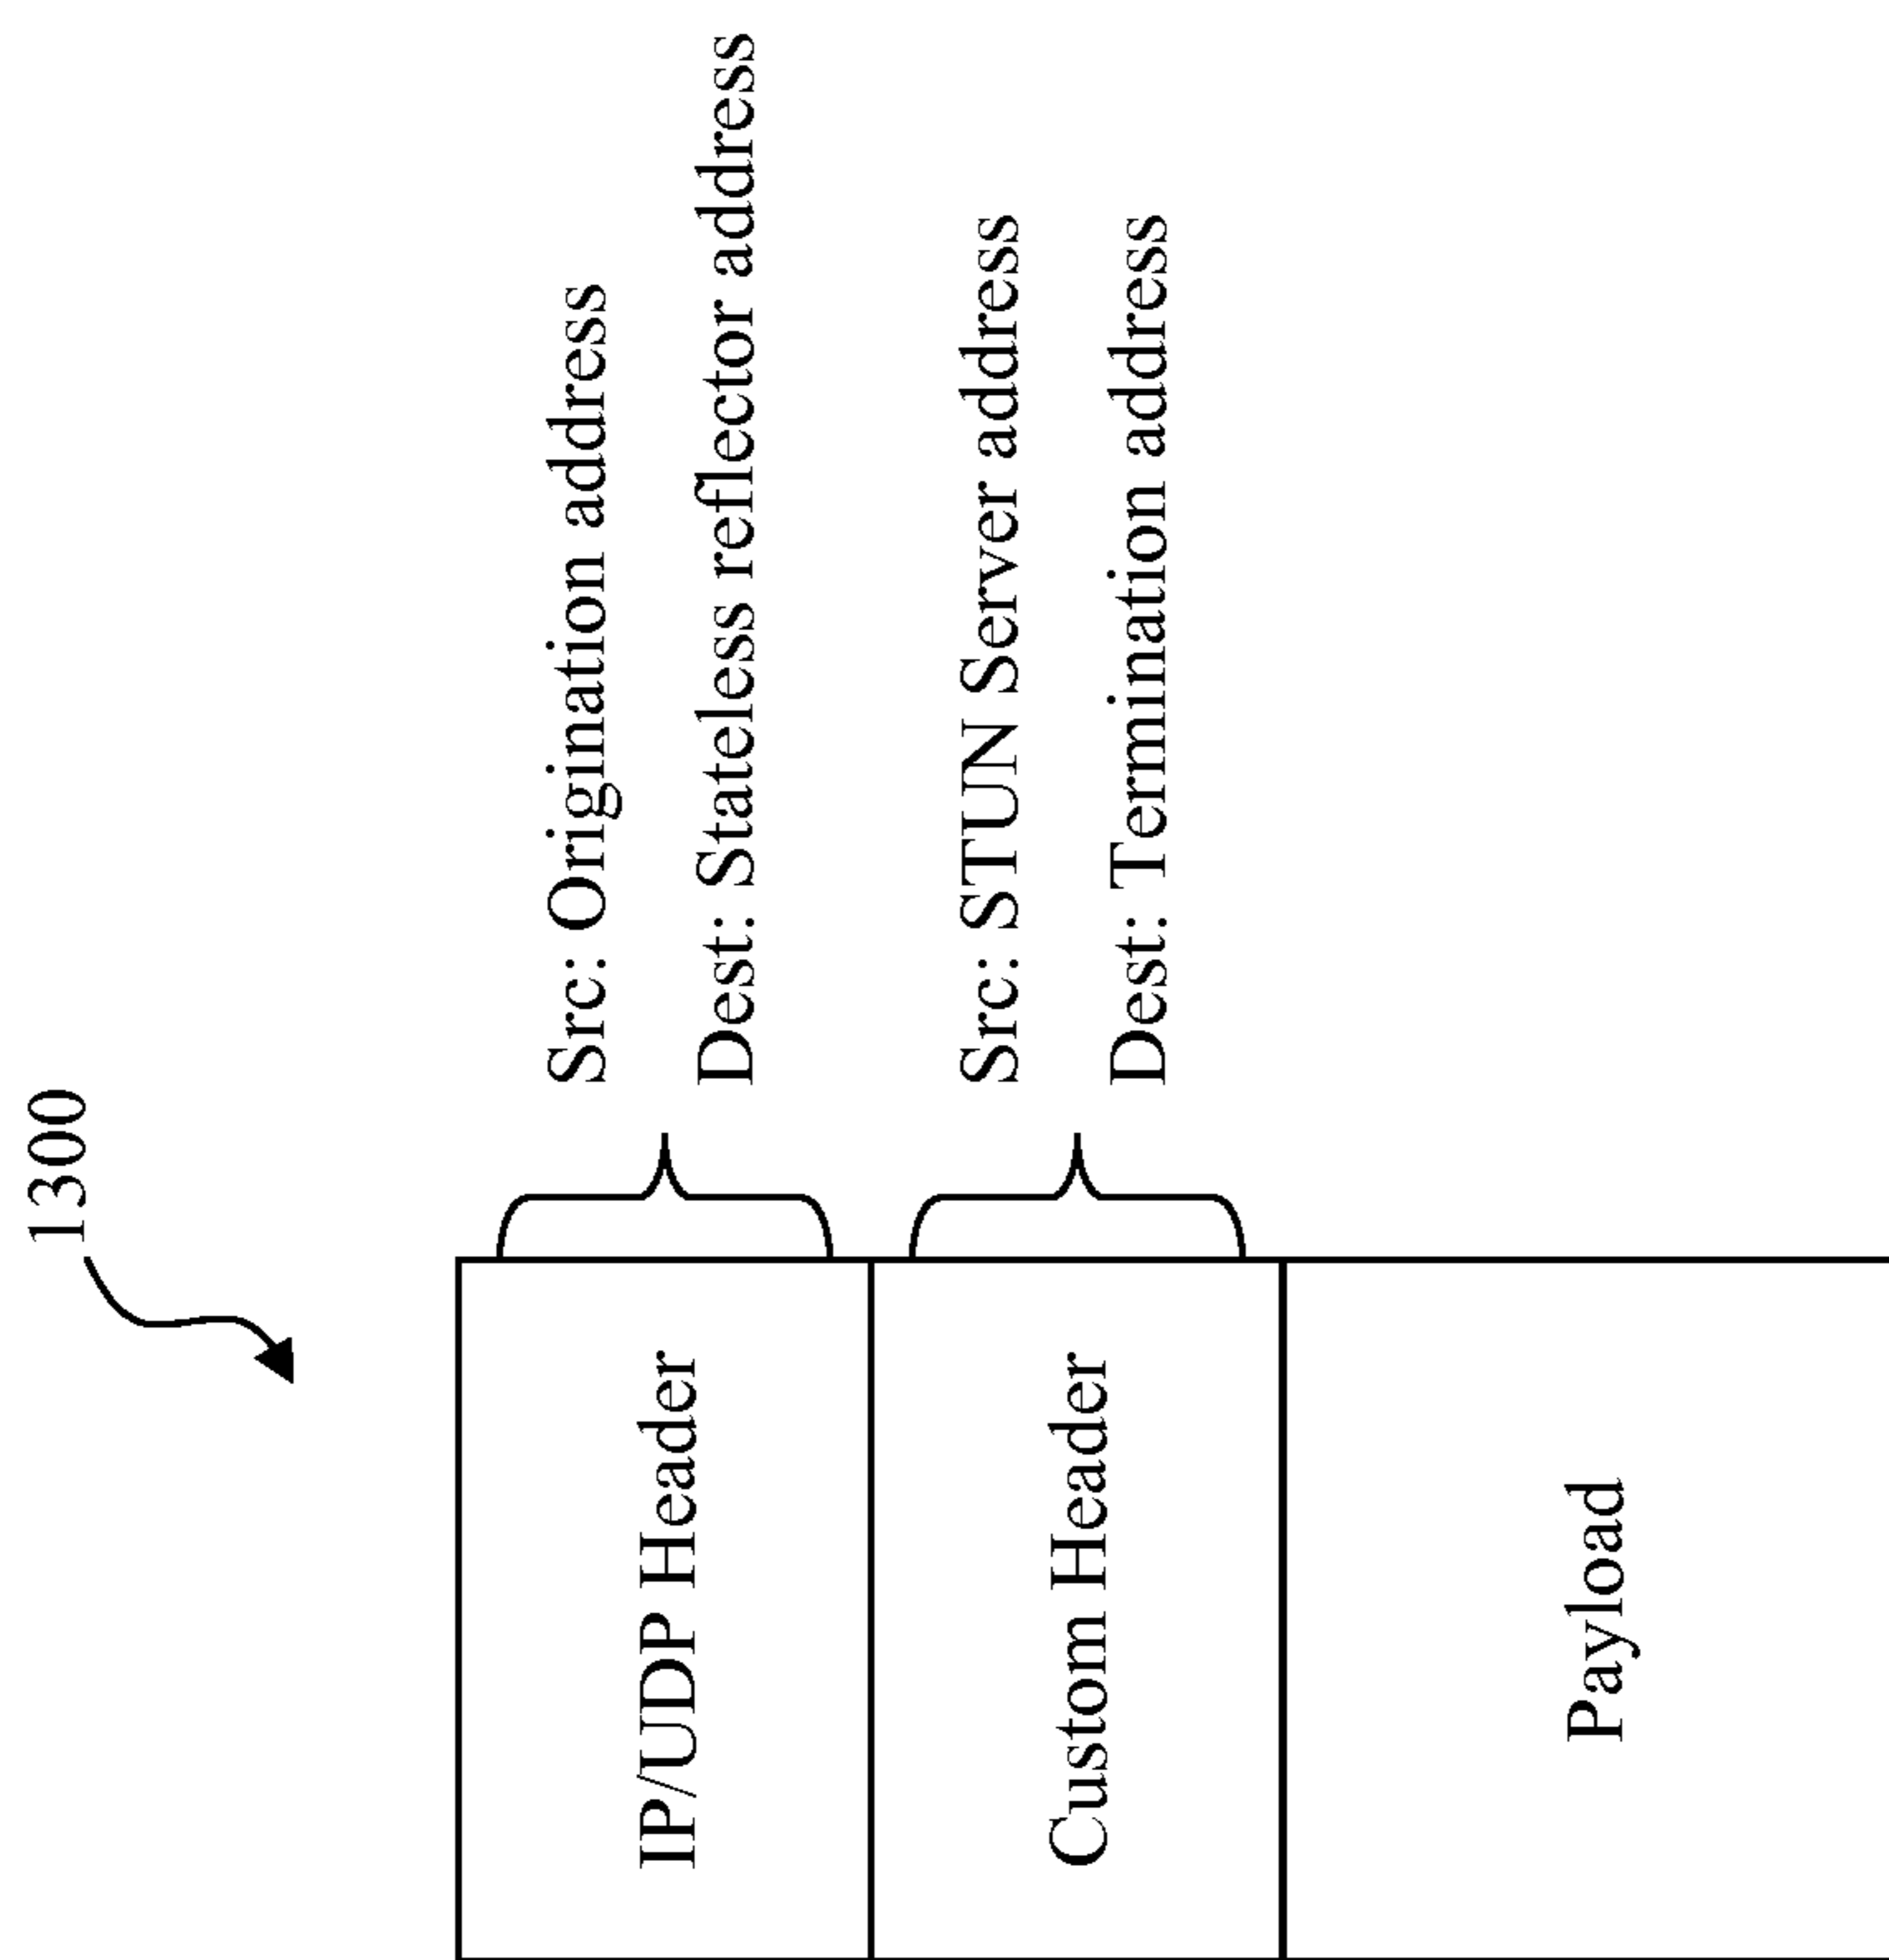 1300
IP/UDP Header
Src: Origination address
Dest: Stateless reflector address
Custom Header
Src: STUN Server address
Dest: Termination address
Payload